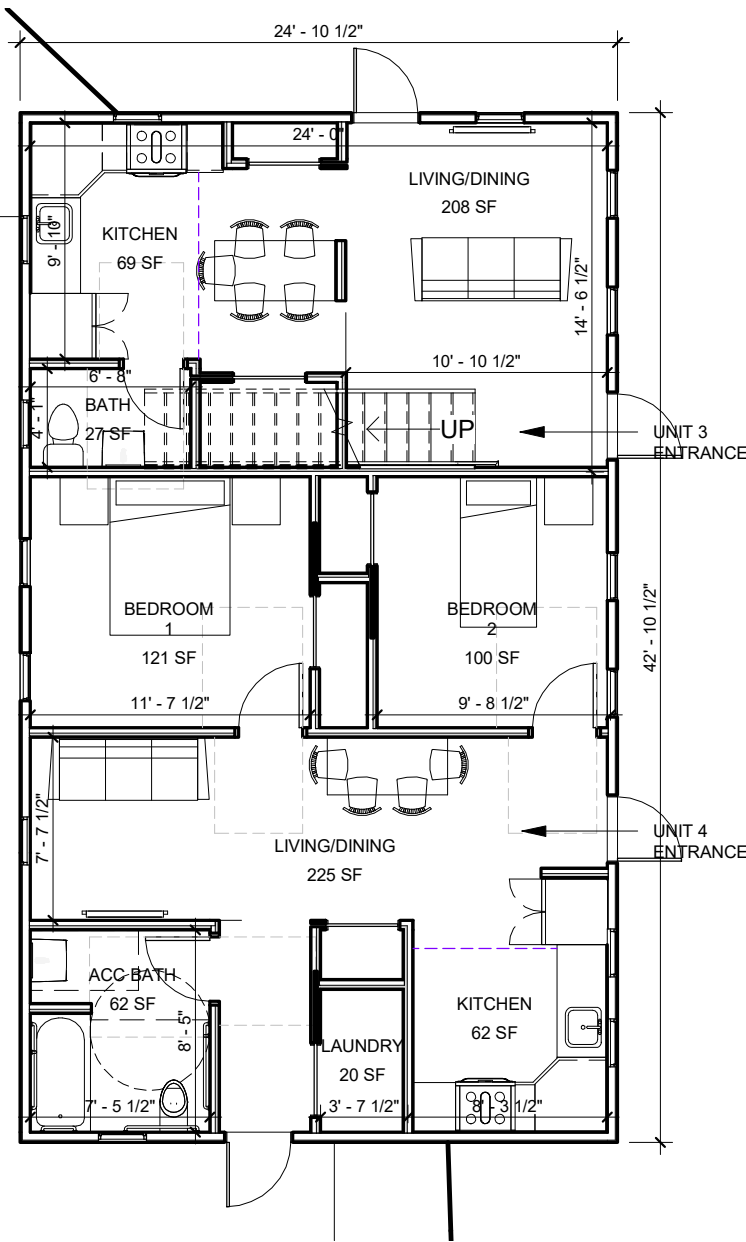 24' - 10 1/2"
24' - 0"
LIVING/DINING
208 SF
KITCHEN
69 SF
9' - 10"
14' - 6 1/2"
10' - 10 1/2"
6' - 8"
BATH
27 SF
4' - 1"
UP
UNIT 3
ENTRANCE
BEDROOM
1
121 SF
BEDROOM
2
100 SF
42' - 10 1/2"
11' - 7 1/2"
9' - 8 1/2"
7' - 7 1/2"
LIVING/DINING
225 SF
UNIT 4
ENTRANCE
ACC BATH
62 SF
8' - 5"
KITCHEN
62 SF
LAUNDRY
20 SF
7' - 5 1/2"
3' - 7 1/2"
8' - 3 1/2"